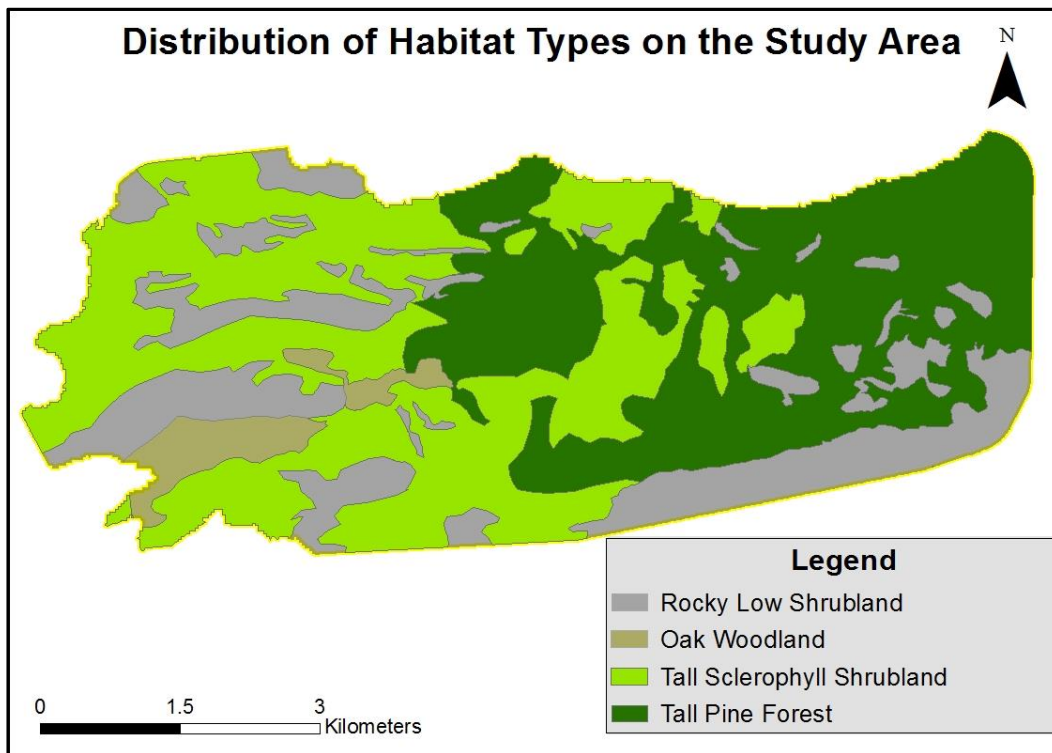 Distribution of Habitat Types on the Study Area
N
Legend
Rocky Low Shrubland
Oak Woodland
Tall Sclerophyll Shrubland
Tall Pine Forest
0 1.5 3
Kilometers